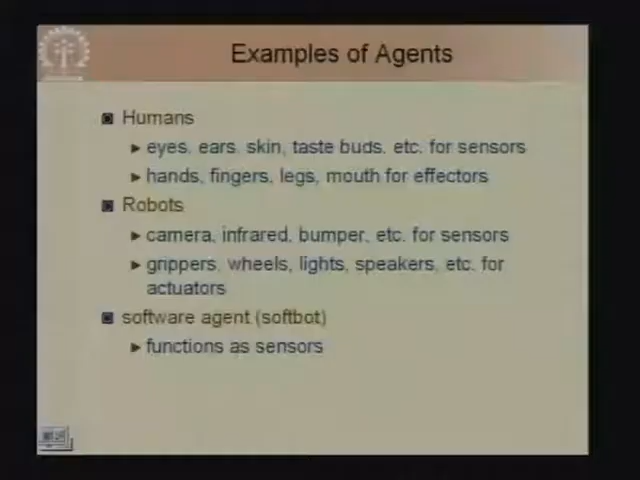 Examples of Agents
Humans
eyes, ears, skin, taste buds, etc. for sensors
hands, fingers, legs, mouth for effectors
Robots
camera, infrared, bumper, etc. for sensors
grippers, wheels, lights, speakers, etc. for
actuators
software agent (softbot)
functions as sensors